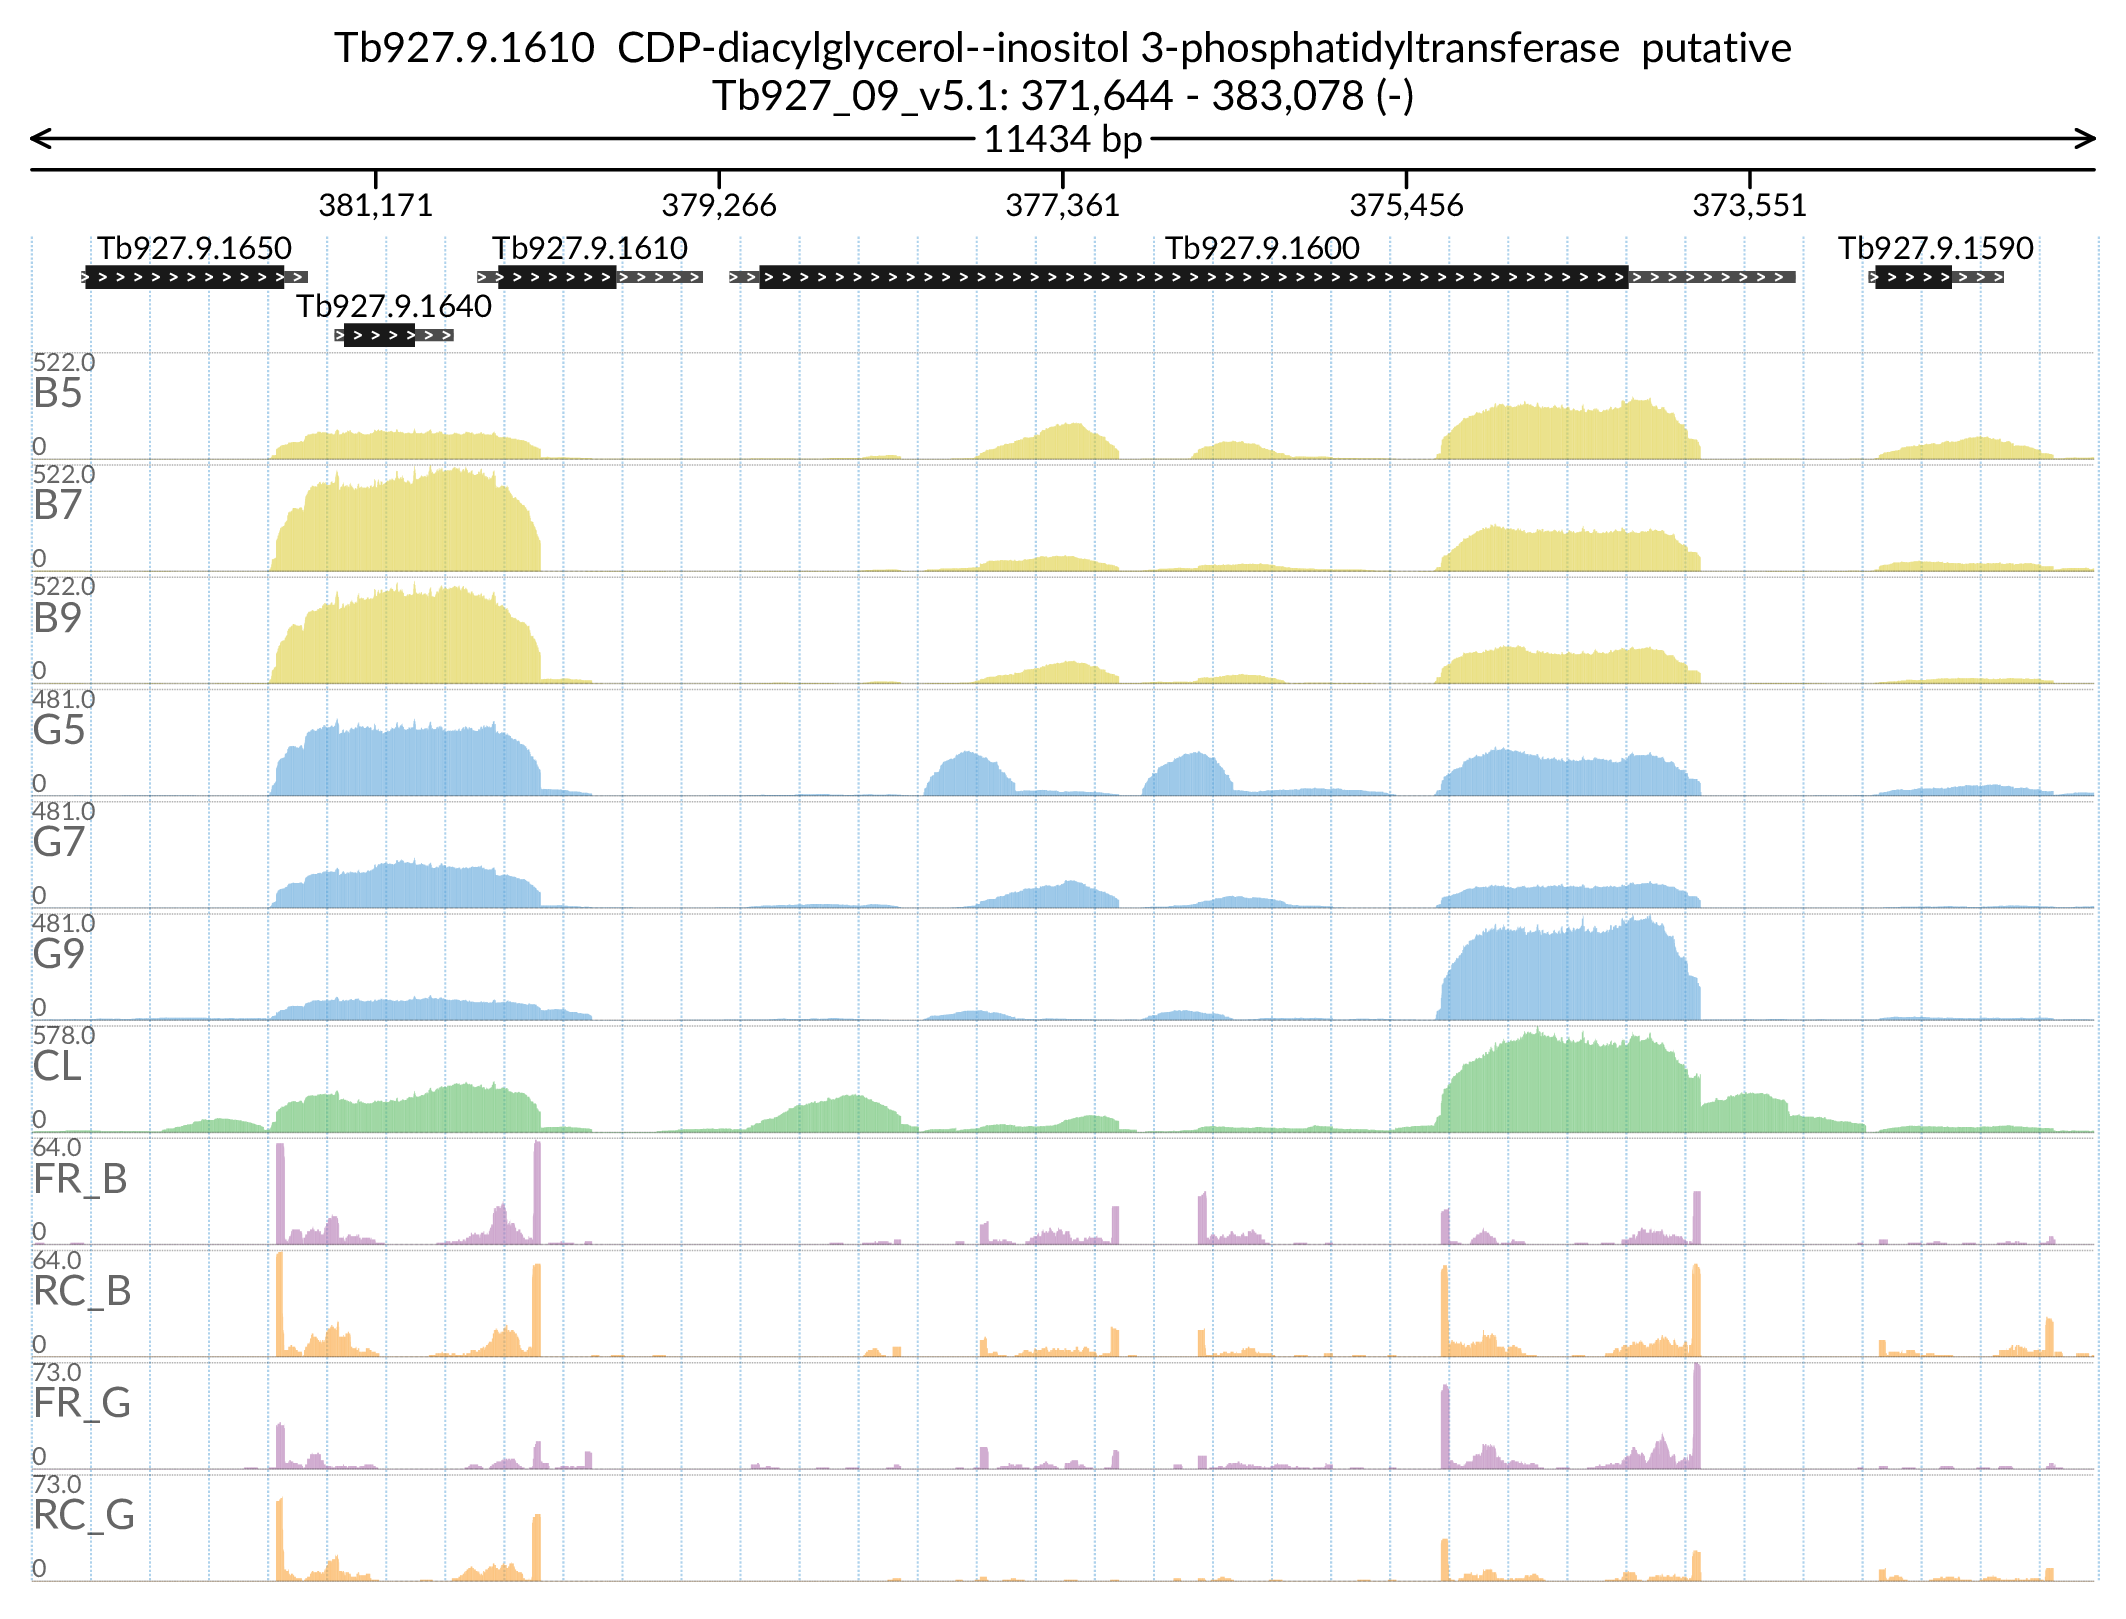 Tb927.9.1610  CDP-diacylglycerol--inositol 3-phosphatidyltransferase  putative
Tb927_09_v5.1: 371,644 - 383,078 (-)
11434 bp
381,171 379,266 377,361 375,456 373,551
Tb927.9.1650 Tb927.9.1610 Tb927.9.1600 Tb927.9.1590
Tb927.9.1640
522.0
B5
0
522.0
B7
0
522.0
B9
0
481.0
G5
0
481.0
G7
0
481.0
G9
0
578.0
CL
0
64.0
FR_B
0
64.0
RC_B
0
73.0
FR_G
0
73.0
RC_G
0